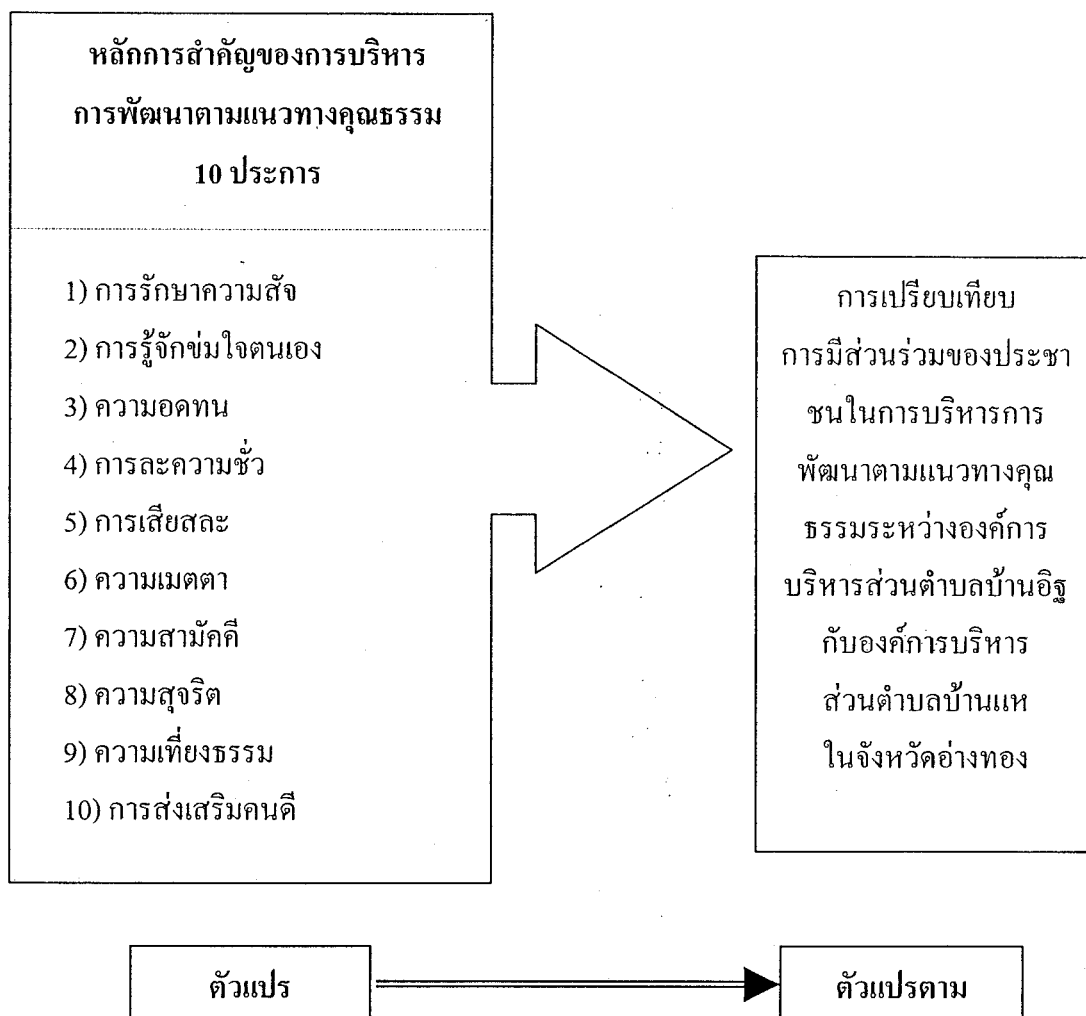 หลักการสำคัญของการบริหาร
การพัฒนาตามแนวทางคุณธรรม
10 ประการ
1) การรักษาความสัจ
2) การรู้จักข่มใจตนเอง
3) ความอดทน
4) การละความชั่ว
5) การเสียสละ
6) ความเมตตา
7) ความสามัคคี
8) ความสุจริต
9) ความเที่ยงธรรม
10) การส่งเสริมคนดี
การเปรียบเทียบ
การมีส่วนร่วมของประชา
ชนในการบริหารการ
พัฒนาตามแนวทางคุณ
ธรรมระหว่างองค์การ
บริหารส่วนตำบลบ้านอิฐ
กับองค์การบริหาร
ส่วนตำบลบ้านแห
ในจังหวัดอ่างทอง
ตัวแปร
ตัวแปรตาม